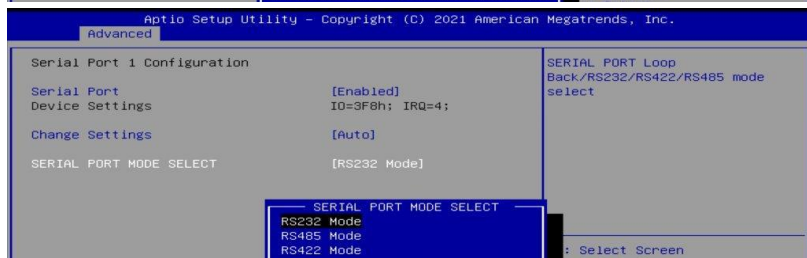 Aptio Setup Utility – Copyright (C) 2021 American Megatrends, Inc.
Advanced
Serial Port 1 Configuration
Serial Port [Enabled]
Device Settings IO=3F8h; IRQ=4;
Change Settings [Auto]
SERIAL PORT MODE SELECT [RS232 Mode]
SERIAL PORT Loop
Back/RS232/RS422/RS485 mode
select
SERIAL PORT MODE SELECT
RS232 Mode
RS485 Mode
RS422 Mode
: Select Screen